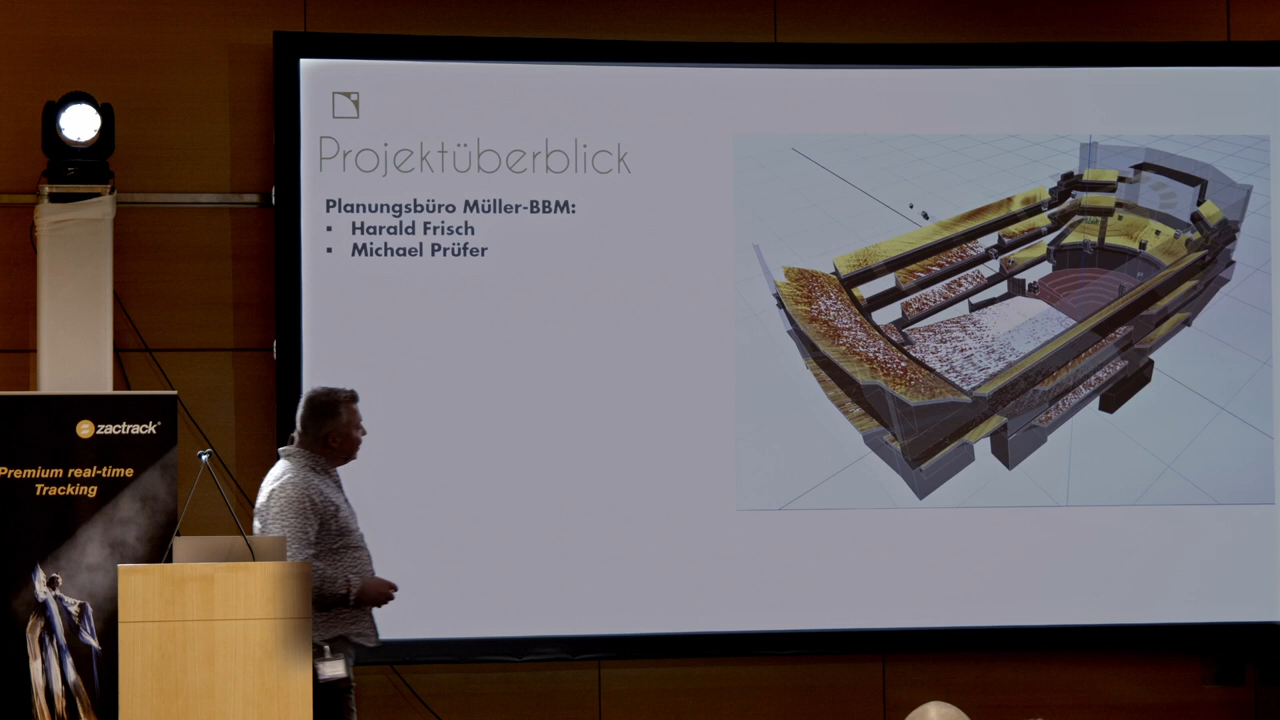 Projektüberblick
Planungsbüro Müller-BBM:
▪ Harald Frisch
▪ Michael Prüfer
zactrack®
Premium real-time
Tracking